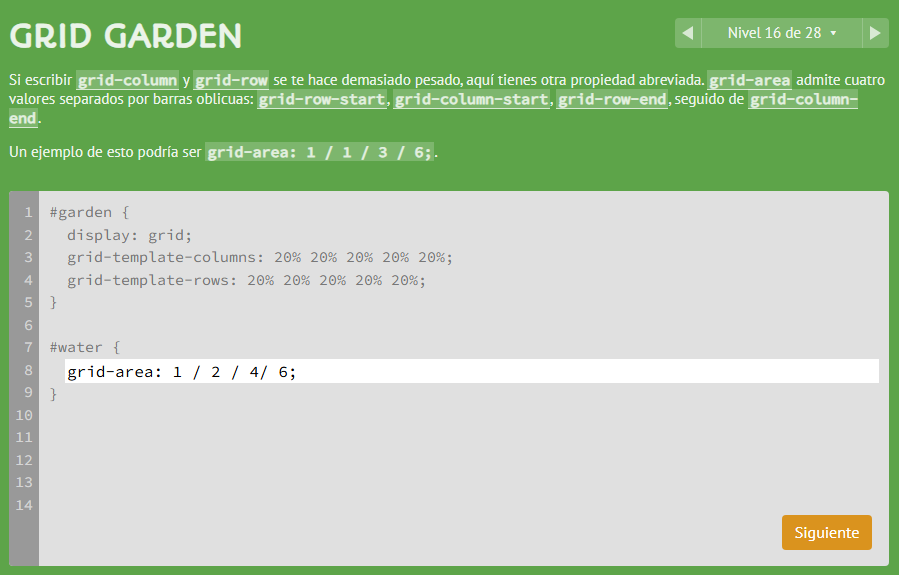 GRID GARDEN
Nivel 16 de 28
Si escribir grid-column y grid-row se te hace demasiado pesado, aquí tienes otra propiedad abreviada. grid-area admite cuatro
valores separados por barras oblicuas: grid-row-start, grid-column-start, grid-row-end, seguido de grid-column-
end.
Un ejemplo de esto podría ser grid-area: 1 / 1 / 3 / 6;.
1 #garden {
2   display: grid;
3   grid-template-columns: 20% 20% 20% 20% 20%;
4   grid-template-rows: 20% 20% 20% 20% 20%;
5 }
6
7 #water {
8   grid-area: 1 / 2 / 4/ 6;
9 }
10
11
12
13
14
Siguiente